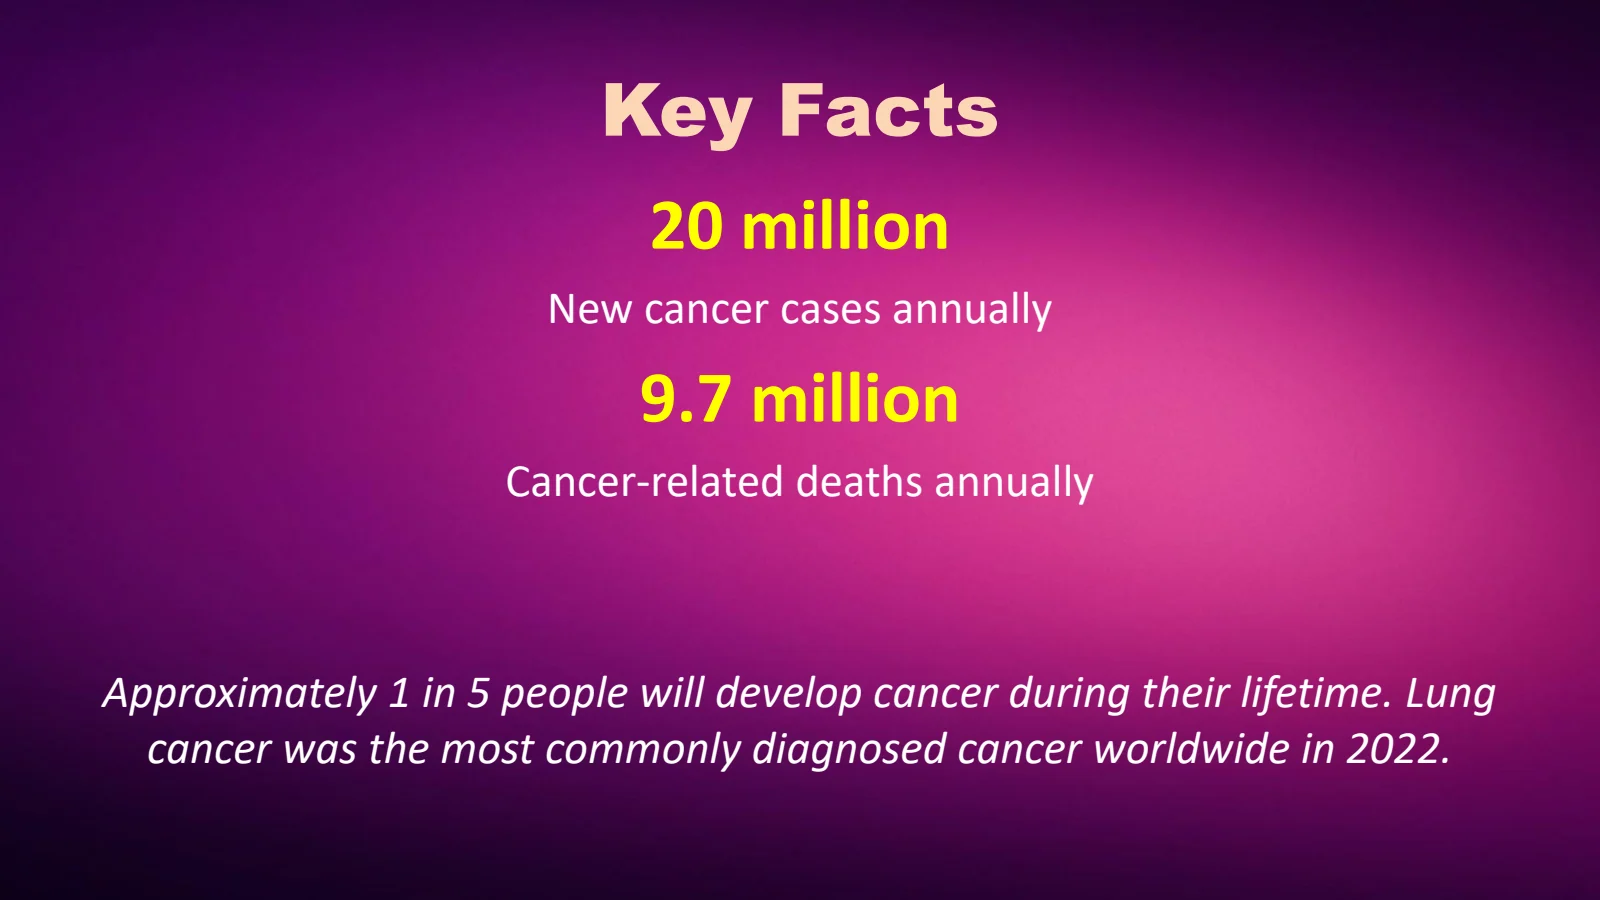 Key Facts
20 million
New cancer cases annually
9.7 million
Cancer-related deaths annually
Approximately 1 in 5 people will develop cancer during their lifetime. Lung
cancer was the most commonly diagnosed cancer worldwide in 2022.